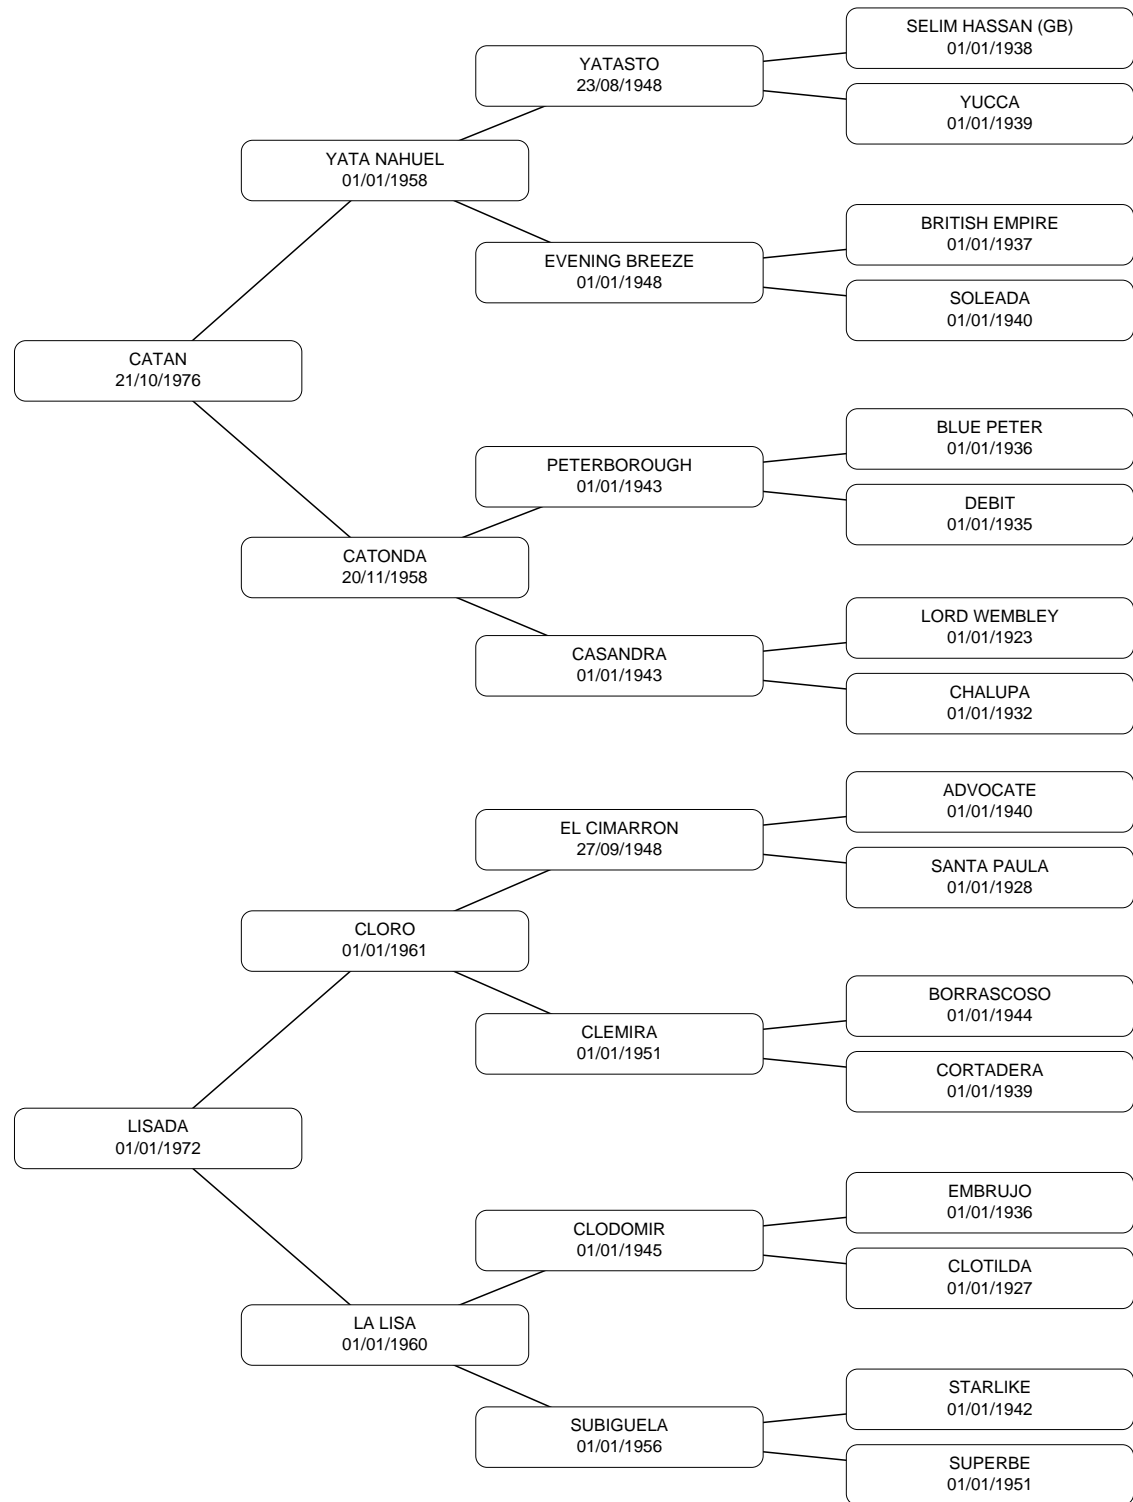 SELIM HASSAN (GB)
01/01/1938
YATASTO
23/08/1948
YUCCA
01/01/1939
YATA NAHUEL
01/01/1958
BRITISH EMPIRE
01/01/1937
EVENING BREEZE
01/01/1948
SOLEADA
01/01/1940
CATAN
21/10/1976
BLUE PETER
01/01/1936
PETERBOROUGH
01/01/1943
DEBIT
01/01/1935
CATONDA
20/11/1958
LORD WEMBLEY
01/01/1923
CASANDRA
01/01/1943
CHALUPA
01/01/1932
ADVOCATE
01/01/1940
EL CIMARRON
27/09/1948
SANTA PAULA
01/01/1928
CLORO
01/01/1961
BORRASCOSO
01/01/1944
CLEMIRA
01/01/1951
CORTADERA
01/01/1939
LISADA
01/01/1972
EMBRUJO
01/01/1936
CLODOMIR
01/01/1945
CLOTILDA
01/01/1927
LA LISA
01/01/1960
STARLIKE
01/01/1942
SUBIGUELA
01/01/1956
SUPERBE
01/01/1951